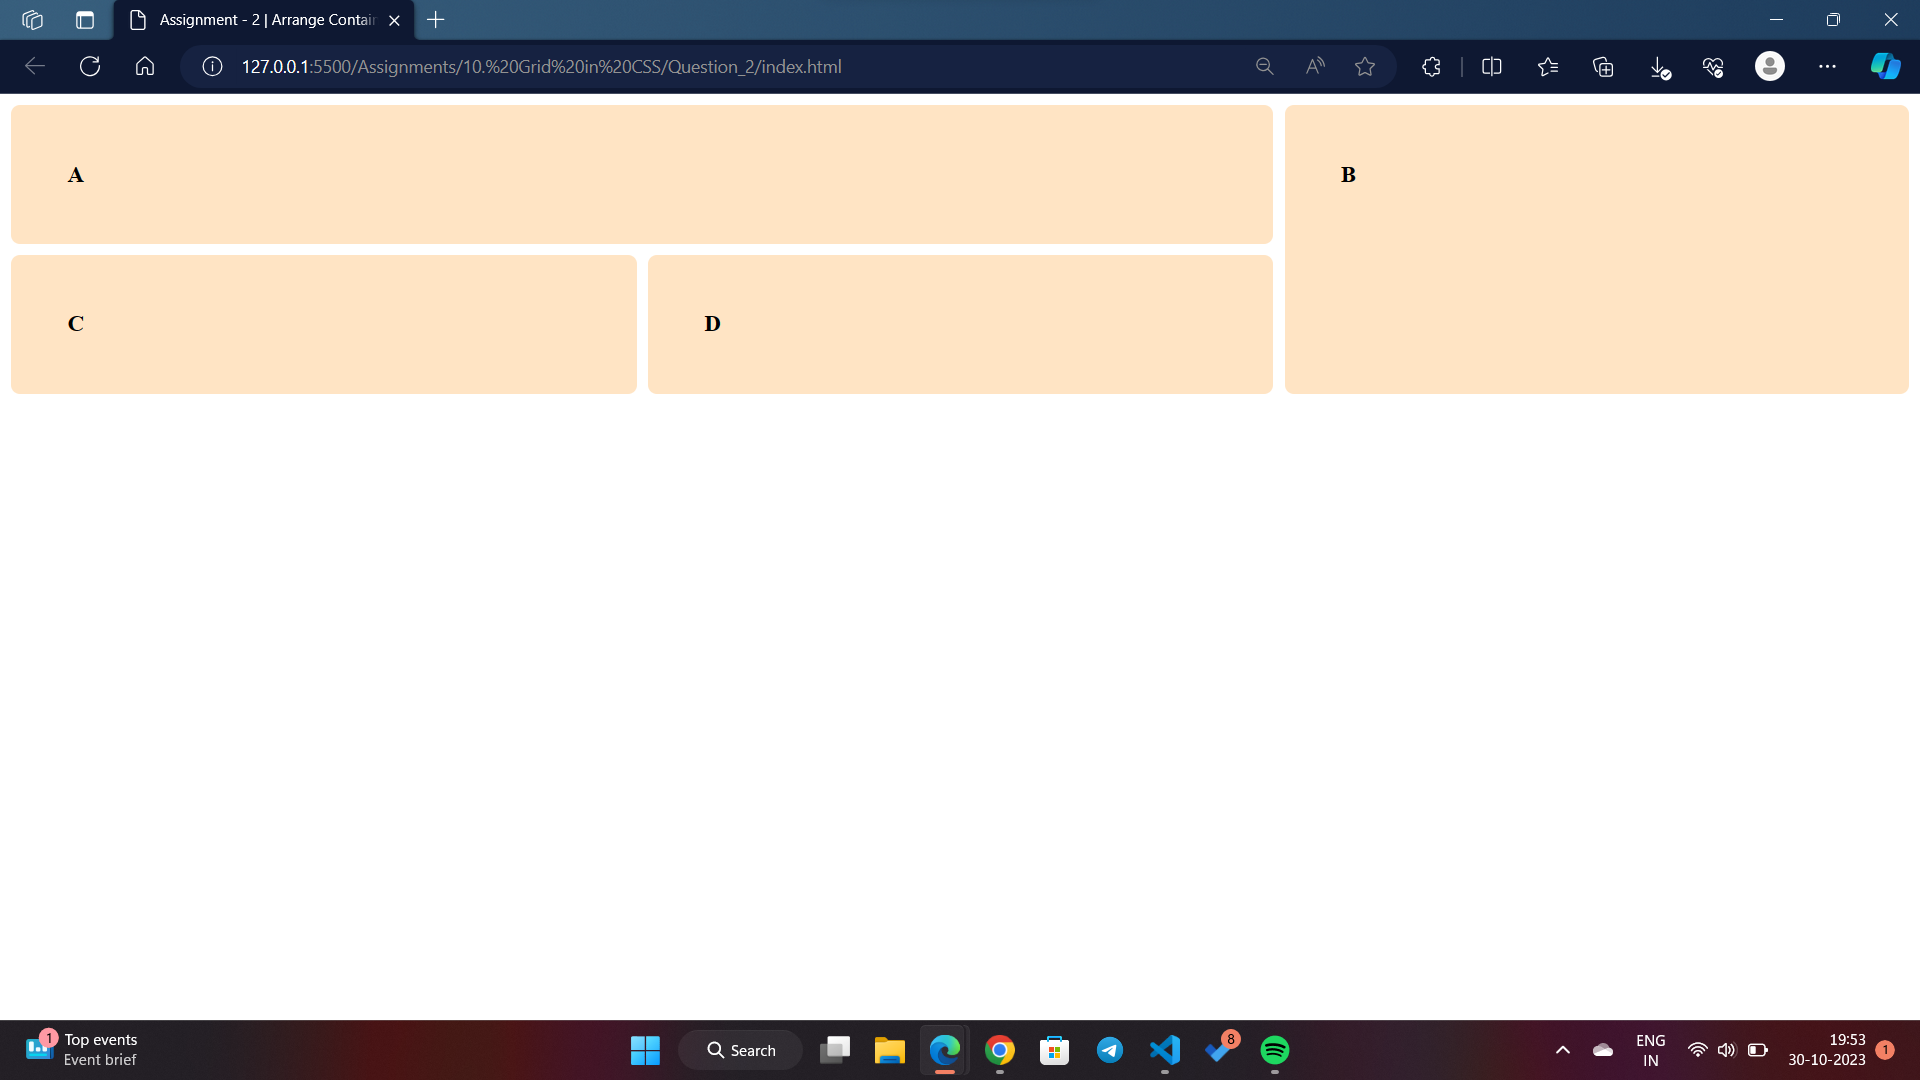 Assignment - 2 | Arrange Contain
127.0.0.1:5500/Assignments/10.%20Grid%20in%20CSS/Question_2/index.html
A
B
C
D
1
Top events
Event brief
Search
8
ENG
IN
19:53
30-10-2023
1